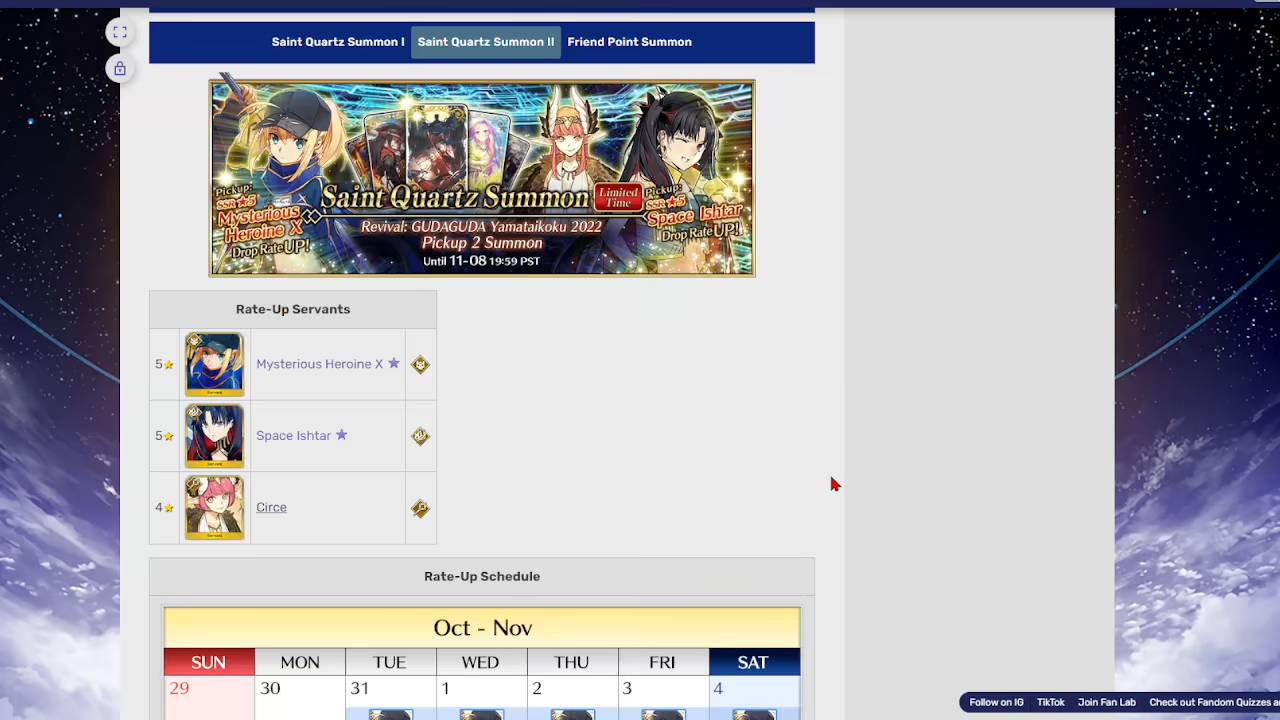 Saint Quartz Summon I
Saint Quartz Summon II
Friend Point Summon
Pickup:
SSR ★5
Mysterious
Heroine X
Drop Rate UP!
Saint Quartz Summon
Limited
Time
Revival: GUDAGUDA Yamataikoku 2022
Pickup 2 Summon
Until 11-08 19:59 PST
Pickup:
SSR ★5
Space Ishtar
Drop Rate UP!
Rate-Up Servants
5★
Mysterious Heroine X ★
5★
Space Ishtar ★
4★
Circe
Rate-Up Schedule
Oct - Nov
SUN MON TUE WED THU FRI SAT
29 30 31 1 2 3 4
Follow on IG TikTok Join Fan Lab Check out Fandom Quizzes